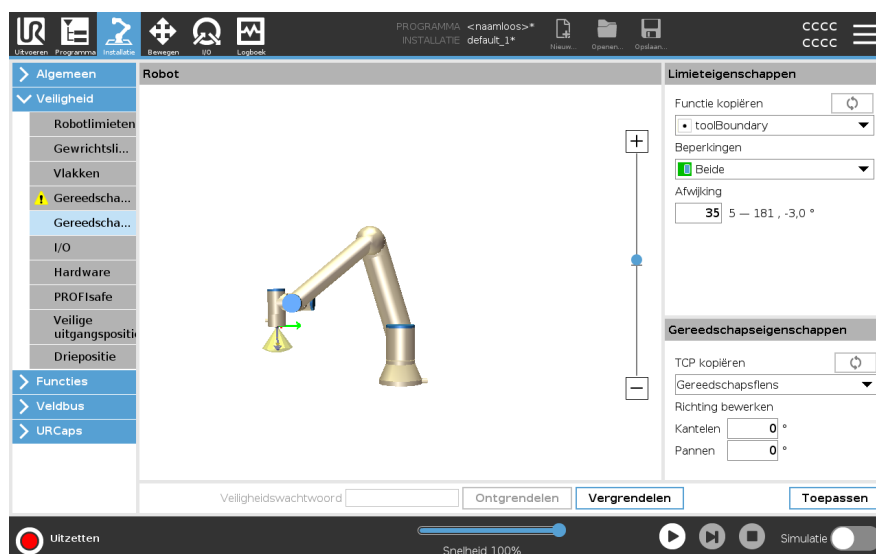 PROGRAMMA <naamloos>*
INSTALLATIE default_1*
CCCC
CCCC
Uitvoeren Programma Installatie Bewegen I/O Logboek
Nieuw... Openen... Opslaan...
Algemeen
Veiligheid
Robotlimieten
Gewrichtsli...
Vlakken
Gereedscha...
Gereedscha...
I/O
Hardware
PROFIsafe
Veilige
uitgangspositi
Driepositie
Functies
Veldbus
URCaps
Robot
Limieteigenschappen
Functie kopiëren
toolBoundary
Beperkingen
Beide
Afwijking
35 5 — 181 , -3,0 °
Gereedschapseigenschappen
TCP kopiëren
Gereedschapsflens
Richting bewerken
Kantelen 0 °
Pannen 0 °
Veiligheidswachtwoord Ontgrendelen Vergrendelen Toepassen
Uitzetten
Snelheid 100%
Simulatie